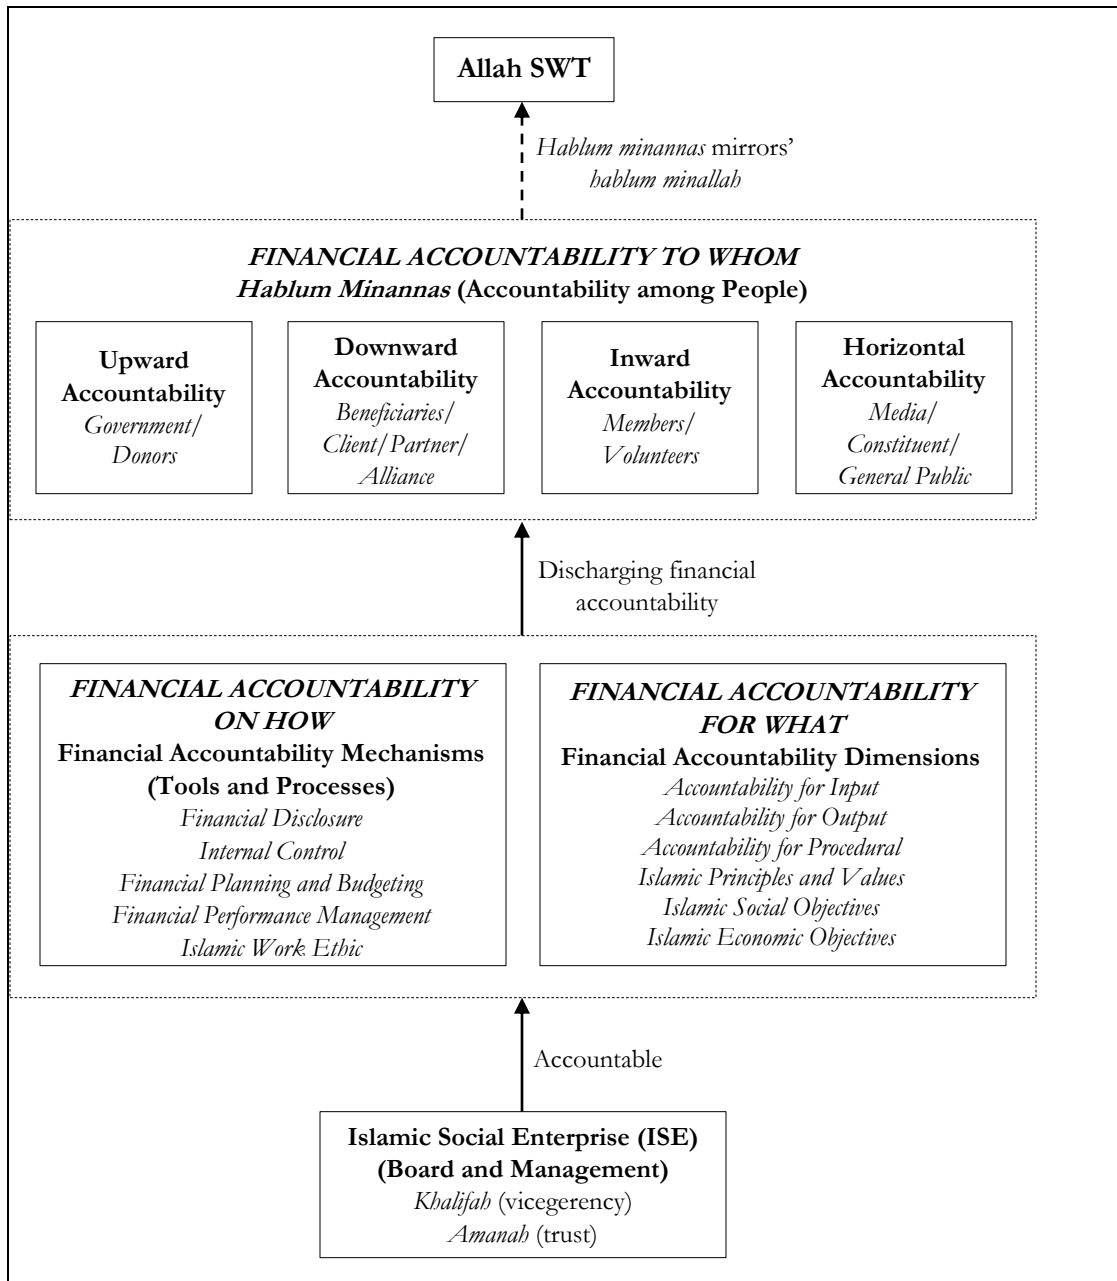 Allah SWT
Hablum minannas mirrors’
hablum minallah
FINANCIAL ACCOUNTABILITY TO WHOM
Hablum Minannas (Accountability among People)
Upward
Accountability
Government/
Donors
Downward
Accountability
Beneficiaries/
Client/Partner/
Alliance
Inward
Accountability
Members/
Volunteers
Horizontal
Accountability
Media/
Constituent/
General Public
Discharging financial
accountability
FINANCIAL ACCOUNTABILITY
ON HOW
Financial Accountability Mechanisms
(Tools and Processes)
Financial Disclosure
Internal Control
Financial Planning and Budgeting
Financial Performance Management
Islamic Work Ethic
FINANCIAL ACCOUNTABILITY
FOR WHAT
Financial Accountability Dimensions
Accountability for Input
Accountability for Output
Accountability for Procedural
Islamic Principles and Values
Islamic Social Objectives
Islamic Economic Objectives
Accountable
Islamic Social Enterprise (ISE)
(Board and Management)
Khalifah (vicegerency)
Amanah (trust)